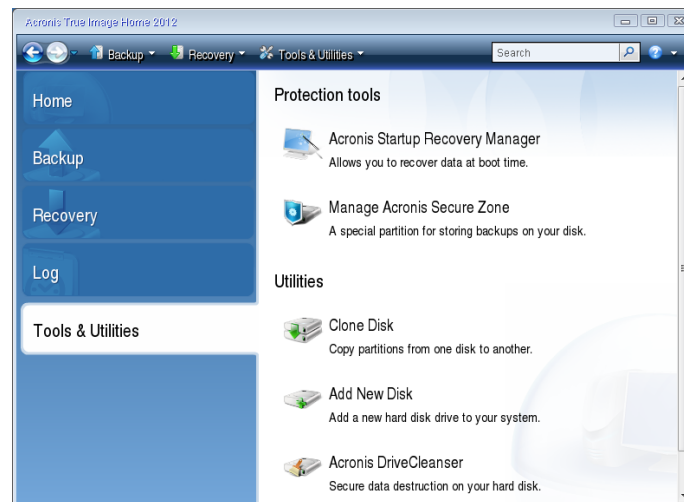 Acronis True Image Home 2012
Backup Recovery Tools & Utilities Search
Home
Backup
Recovery
Log
Tools & Utilities
Protection tools
Acronis Startup Recovery Manager
Allows you to recover data at boot time.
Manage Acronis Secure Zone
A special partition for storing backups on your disk.
Utilities
Clone Disk
Copy partitions from one disk to another.
Add New Disk
Add a new hard disk drive to your system.
Acronis DriveCleanser
Secure data destruction on your hard disk.